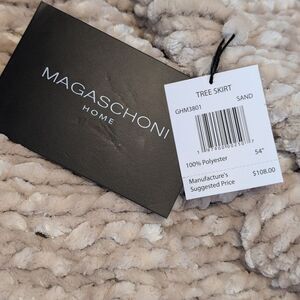 MAGASCHONI
HOME
TREE SKIRT
GHM3801 SAND
100% Polyester 54"
Manufacture's
Suggested Price $108.00